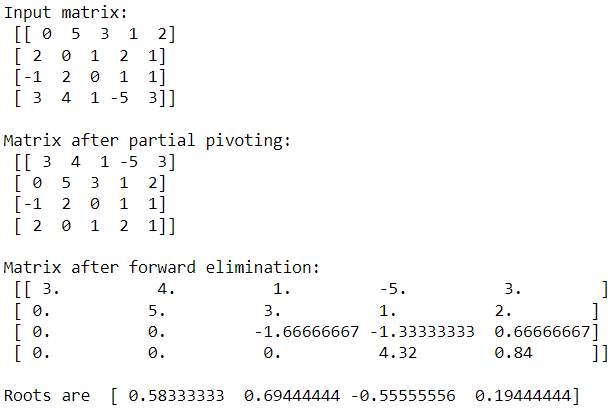 Input matrix:
[[ 0 5 3 1 2]
[ 2 0 1 2 1]
[-1 2 0 1 1]
[ 3 4 1 -5 3]]
Matrix after partial pivoting:
[[ 3 4 1 -5 3]
[ 0 5 3 1 2]
[-1 2 0 1 1]
[ 2 0 1 2 1]]
Matrix after forward elimination:
[[ 3. 4. 1. -5. 3. ]
[ 0. 5. 3. 1. 2. ]
[ 0. 0. -1.66666667 -1.33333333 0.66666667]
[ 0. 0. 0. 4.32 0.84 ]]
Roots are [ 0.58333333 0.69444444 -0.55555556 0.19444444]